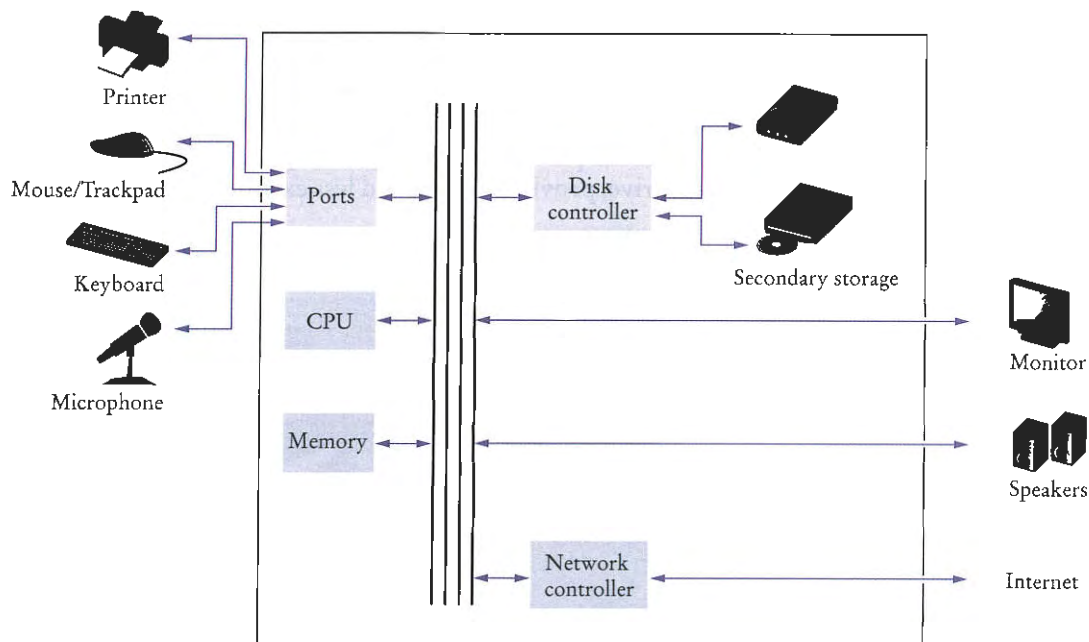 Printer
Mouse/Trackpad
Keyboard
Microphone
Ports
CPU
Memory
Disk
controller
Secondary storage
Monitor
Speakers
Network
controller
Internet